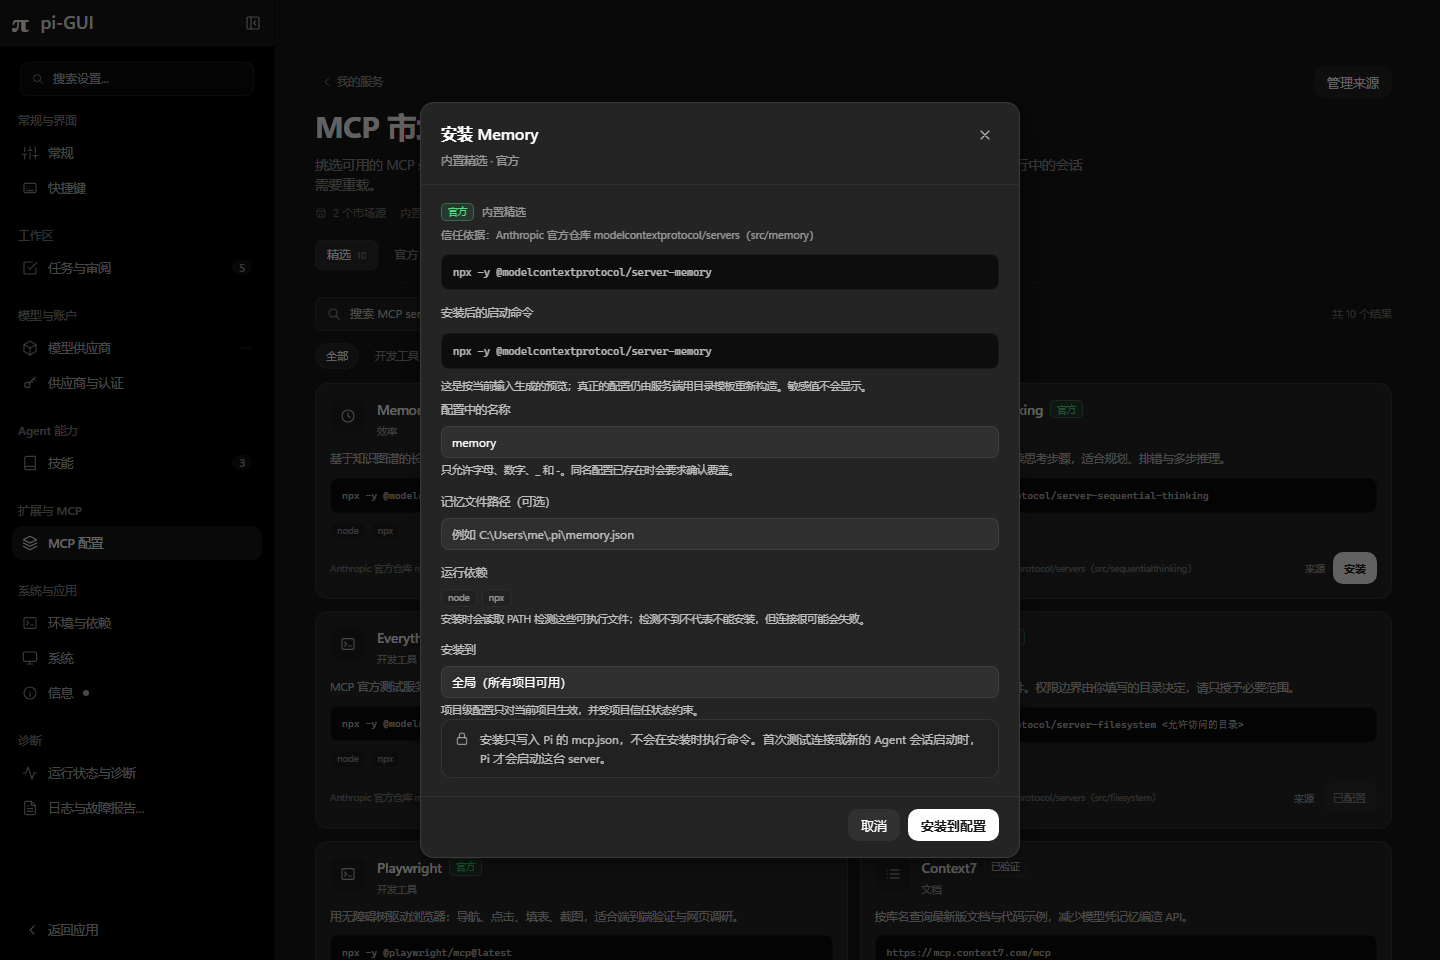 π pi-GUI
搜索设置...
常规与界面
常规
快捷键
工作区
任务与审阅 5
模型与账户
模型供应商
供应商与认证
Agent 能力
技能 3
扩展与 MCP
MCP 配置
系统与应用
环境与依赖
系统
信息
诊断
运行状态与诊断
日志与故障报告...
返回应用
我的服务
管理来源
MCP 市
挑选可用的 MCP
行中的会话
需要重载。
2 个市场源 内置
精选 10 官方
搜索 MCP ser
共 10 个结果
全部 开发工具
安装 Memory
内置精选 · 官方
官方 内置精选
信任依据：Anthropic 官方仓库 modelcontextprotocol/servers（src/memory）
npx -y @modelcontextprotocol/server-memory
安装后的启动命令
npx -y @modelcontextprotocol/server-memory
这是按当前输入生成的预览；真正的配置仍由服务端用目录模板重新构造。敏感值不会显示。
配置中的名称
memory
只允许字母、数字、_ 和 -。同名配置已存在时会要求确认覆盖。
记忆文件路径（可选）
例如 C:\Users\me\.pi\memory.json
运行依赖
node npx
安装时会读取 PATH 检测这些可执行文件；检测不到不代表不能安装，但连接很可能会失败。
安装到
全局（所有项目可用）
项目级配置只对当前项目生效，并受项目信任状态约束。
安装只写入 Pi 的 mcp.json，不会在安装时执行命令。首次测试连接或新的 Agent 会话启动时，
Pi 才会启动这台 server。
取消 安装到配置
Memor
效率
基于知识图谱的长
npx -y @model
node npx
Anthropic 官方仓库 m
king 官方
思考步骤，适合规划、排错与多步推理。
tocol/server-sequential-thinking
protocol/servers（src/sequentialthinking）
来源 安装
Everyth
开发工具
MCP 官方测试服务
npx -y @model
node npx
Anthropic 官方仓库 m
。权限边界由你填写的目录决定，请只授予必要范围。
tocol/server-filesystem <允许访问的目录>
protocol/servers（src/filesystem）
来源 已配置
Playwright 官方
开发工具
用无障碍树驱动浏览器：导航、点击、填表、截图，适合端到端验证与网页调研。
npx -y @playwright/mcp@latest
Context7 已验证
文档
按库名查询最新版文档与代码示例，减少模型凭记忆编造 API。
https://mcp.context7.com/mcp